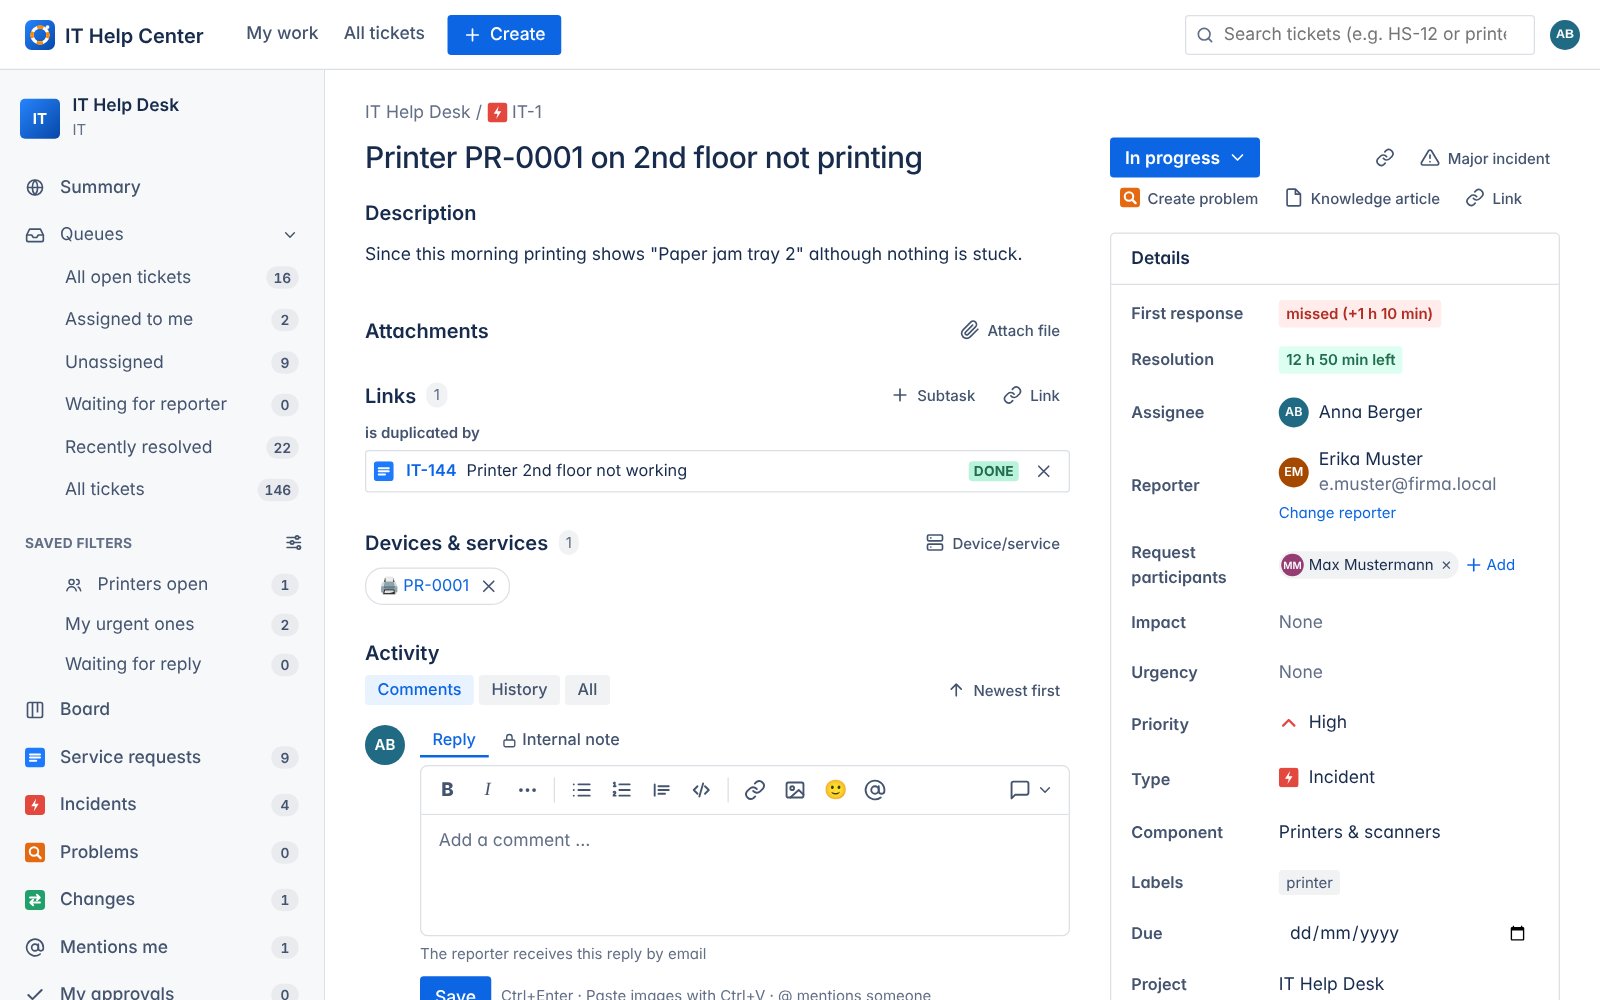 IT Help Center
My work
All tickets
Create
Search tickets (e.g. HS-12 or printe
AB
IT
IT Help Desk
IT
Summary
Queues
All open tickets 16
Assigned to me 2
Unassigned 9
Waiting for reporter 0
Recently resolved 22
All tickets 146
SAVED FILTERS
Printers open 1
My urgent ones 2
Waiting for reply 0
Board
Service requests 9
Incidents 4
Problems 0
Changes 1
Mentions me 1
My approvals 0
IT Help Desk / IT-1
Printer PR-0001 on 2nd floor not printing
Description
Since this morning printing shows "Paper jam tray 2" although nothing is stuck.
Attachments
Attach file
Links 1
Subtask
Link
is duplicated by
IT-144 Printer 2nd floor not working DONE
Devices & services 1
Device/service
PR-0001
Activity
Comments
History
All
Newest first
AB
Reply
Internal note
B I
Add a comment ...
The reporter receives this reply by email
Save
Ctrl+Enter · Paste images with Ctrl+V · @ mentions someone
In progress
Major incident
Create problem
Knowledge article
Link
Details
First response missed (+1 h 10 min)
Resolution 12 h 50 min left
Assignee AB Anna Berger
Reporter EM Erika Muster
e.muster@firma.local
Change reporter
Request
participants
MM Max Mustermann × Add
Impact None
Urgency None
Priority High
Type Incident
Component Printers & scanners
Labels printer
Due dd/mm/yyyy
Project IT Help Desk